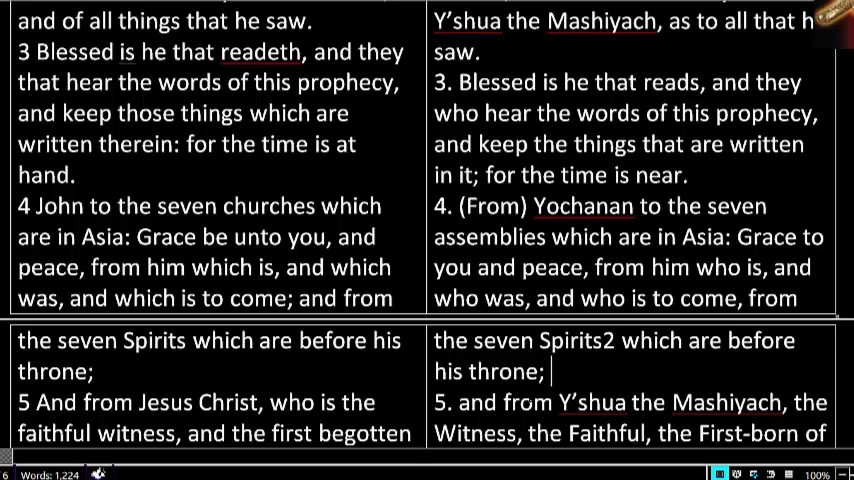 and of all things that he saw.
3 Blessed is he that readeth, and they
that hear the words of this prophecy,
and keep those things which are
written therein: for the time is at
hand.
4 John to the seven churches which
are in Asia: Grace be unto you, and
peace, from him which is, and which
was, and which is to come; and from
the seven Spirits which are before his
throne;
5 And from Jesus Christ, who is the
faithful witness, and the first begotten
Y'shua the Mashiyach, as to all that h
saw.
3. Blessed is he that reads, and they
who hear the words of this prophecy,
and keep the things that are written
in it; for the time is near.
4. (From) Yochanan to the seven
assemblies which are in Asia: Grace to
you and peace, from him who is, and
who was, and who is to come, from
the seven Spirits2 which are before
his throne;
5. and from Y'shua the Mashiyach, the
Witness, the Faithful, the First-born of
6 Words: 1,224 100%